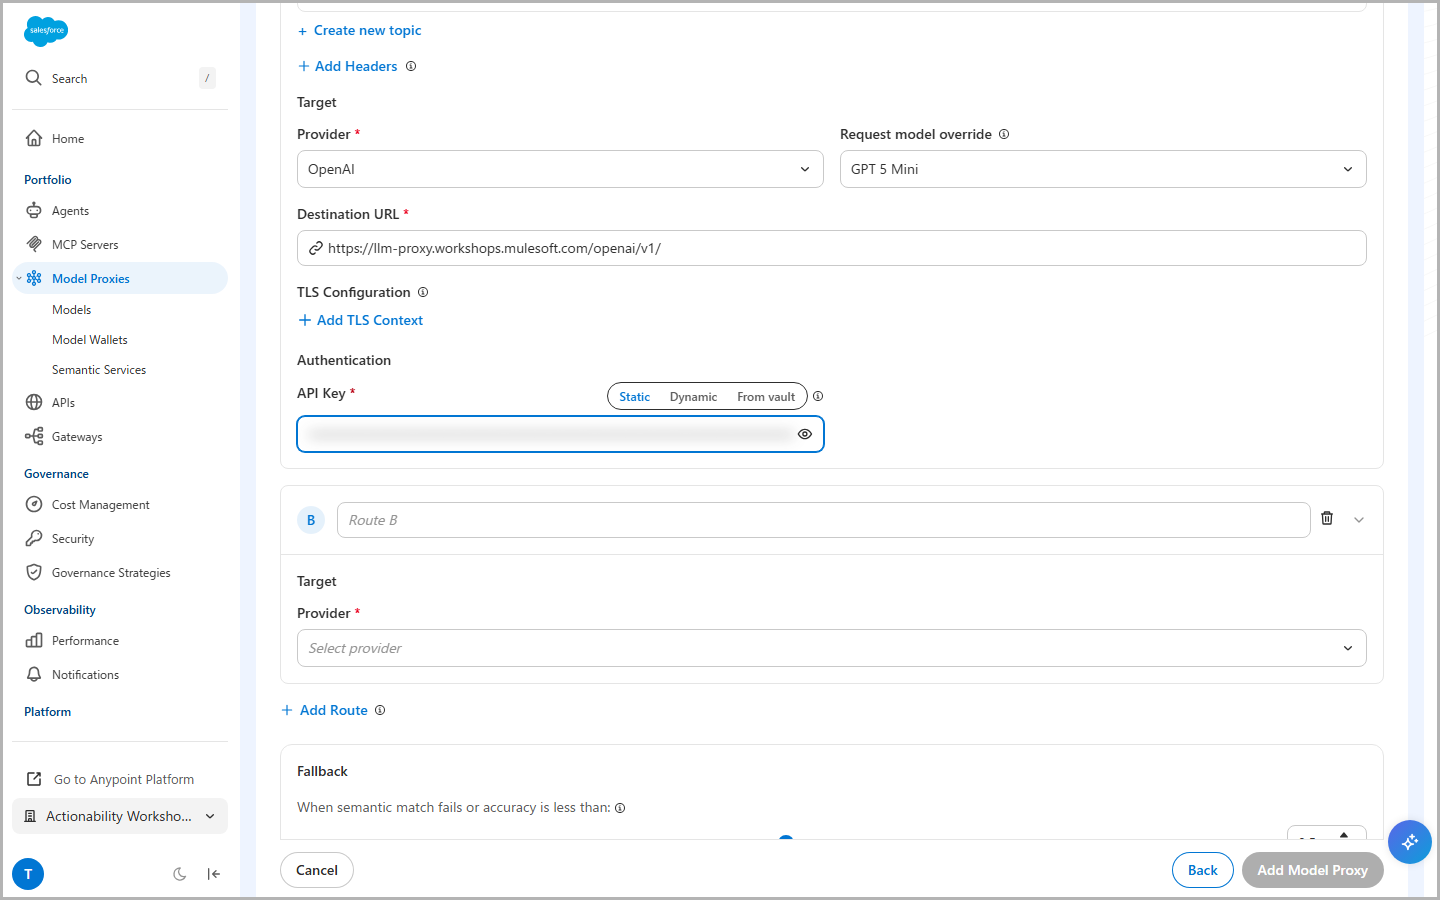 salesforce
Search /
Home
Portfolio
Agents
MCP Servers
Model Proxies
Models
Model Wallets
Semantic Services
APIs
Gateways
Governance
Cost Management
Security
Governance Strategies
Observability
Performance
Notifications
Platform
Go to Anypoint Platform
Actionability Worksho...
T
+ Create new topic
+ Add Headers
Target
Provider *
Request model override
OpenAI
GPT 5 Mini
Destination URL *
https://llm-proxy.workshops.mulesoft.com/openai/v1/
TLS Configuration
+ Add TLS Context
Authentication
API Key *
Static Dynamic From vault
B Route B
Target
Provider *
Select provider
+ Add Route
Fallback
When semantic match fails or accuracy is less than:
Cancel
Back
Add Model Proxy